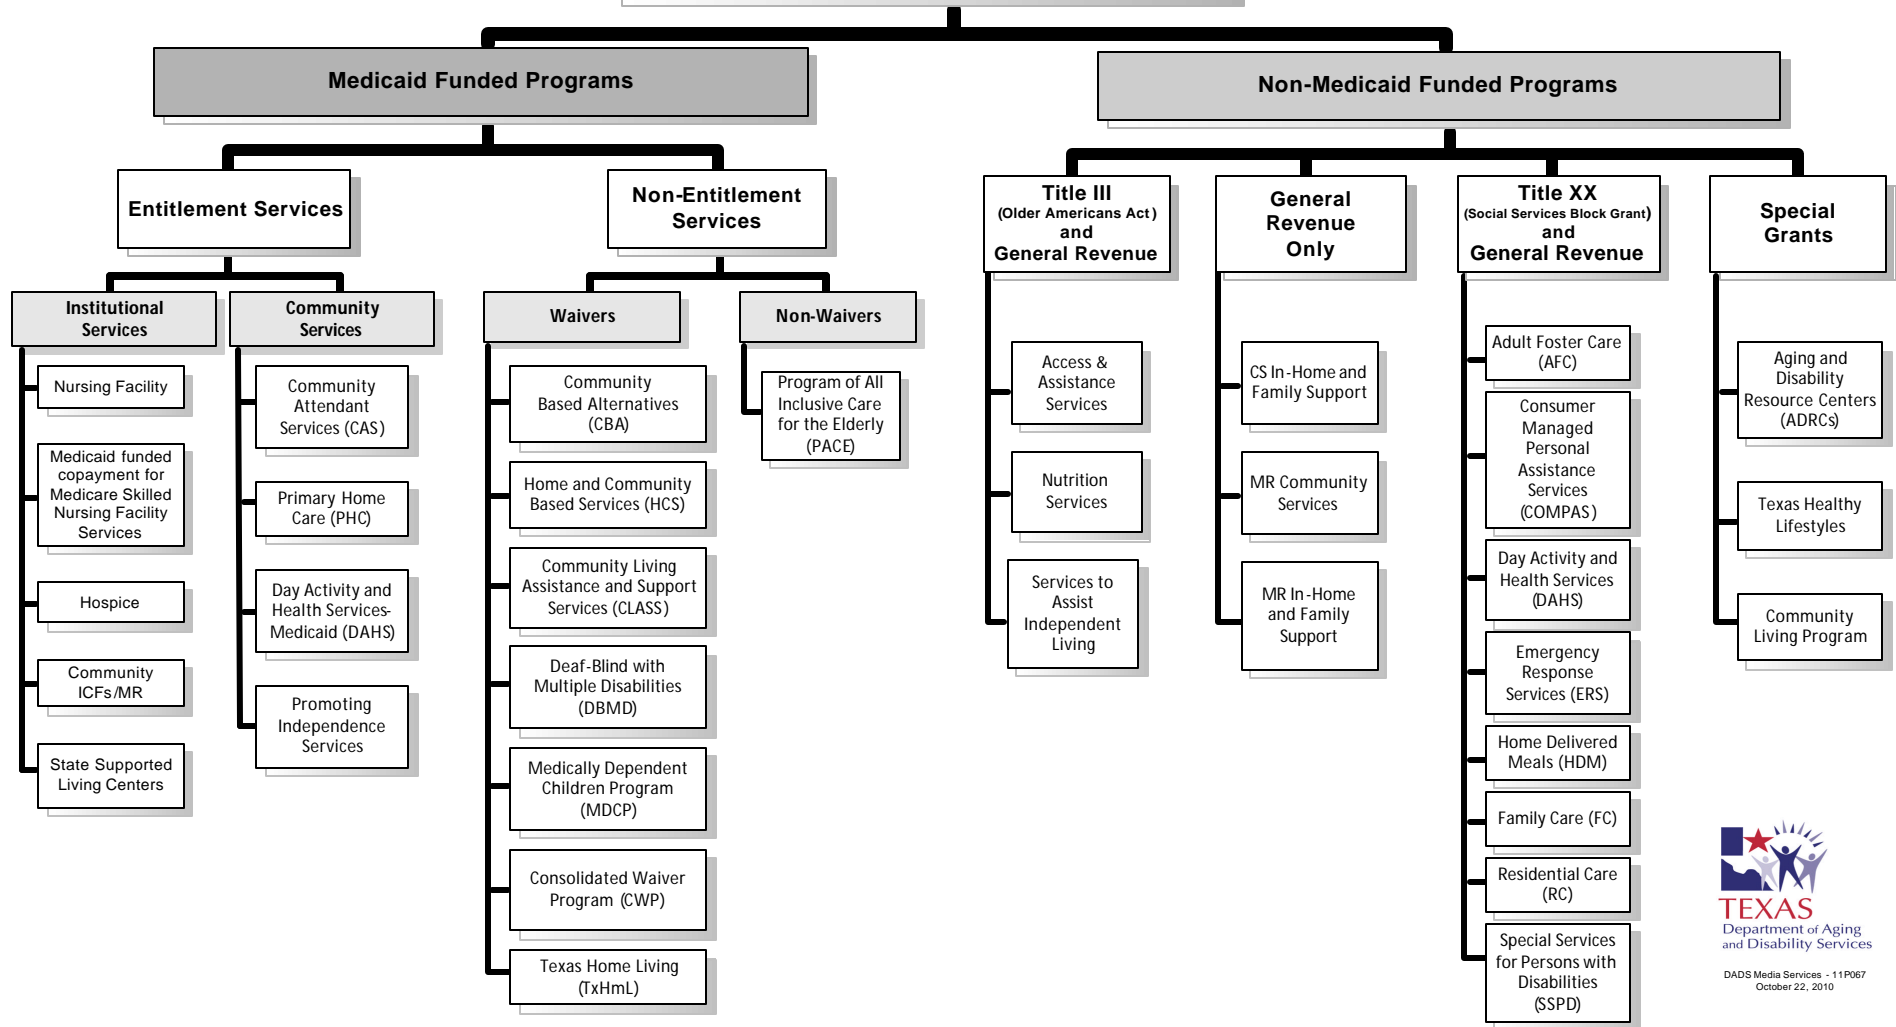 Medicaid Funded Programs
Non-Medicaid Funded Programs
Entitlement Services
Non-Entitlement
Services
Title III
(Older Americans Act)
and
General Revenue
General
Revenue
Only
Title XX
(Social Services Block Grant)
and
General Revenue
Special
Grants
Institutional
Services
Nursing Facility
Medicaid funded
copayment for
Medicare Skilled
Nursing Facility
Services
Hospice
Community
ICFs/MR
State Supported
Living Centers
Community
Services
Community
Attendant
Services (CAS)
Primary Home
Care (PHC)
Day Activity and
Health Services-
Medicaid (DAHS)
Promoting
Independence
Services
Waivers
Community
Based Alternatives
(CBA)
Home and Community
Based Services (HCS)
Community Living
Assistance and Support
Services (CLASS)
Deaf-Blind with
Multiple Disabilities
(DBMD)
Medically Dependent
Children Program
(MDCP)
Consolidated Waiver
Program (CWP)
Texas Home Living
(TxHmL)
Non-Waivers
Program of All
Inclusive Care
for the Elderly
(PACE)
Access &
Assistance
Services
Nutrition
Services
Services to
Assist
Independent
Living
CS In-Home and
Family Support
MR Community
Services
MR In-Home
and Family
Support
Adult Foster Care
(AFC)
Consumer
Managed
Personal
Assistance
Services
(COMPAS)
Day Activity and
Health Services
(DAHS)
Emergency
Response
Services (ERS)
Home Delivered
Meals (HDM)
Family Care (FC)
Residential Care
(RC)
Special Services
for Persons with
Disabilities
(SSPD)
Aging and
Disability
Resource Centers
(ADRCs)
Texas Healthy
Lifestyles
Community
Living Program
TEXAS
Department of Aging
and Disability Services
DADS Media Services - 11P067
October 22, 2010